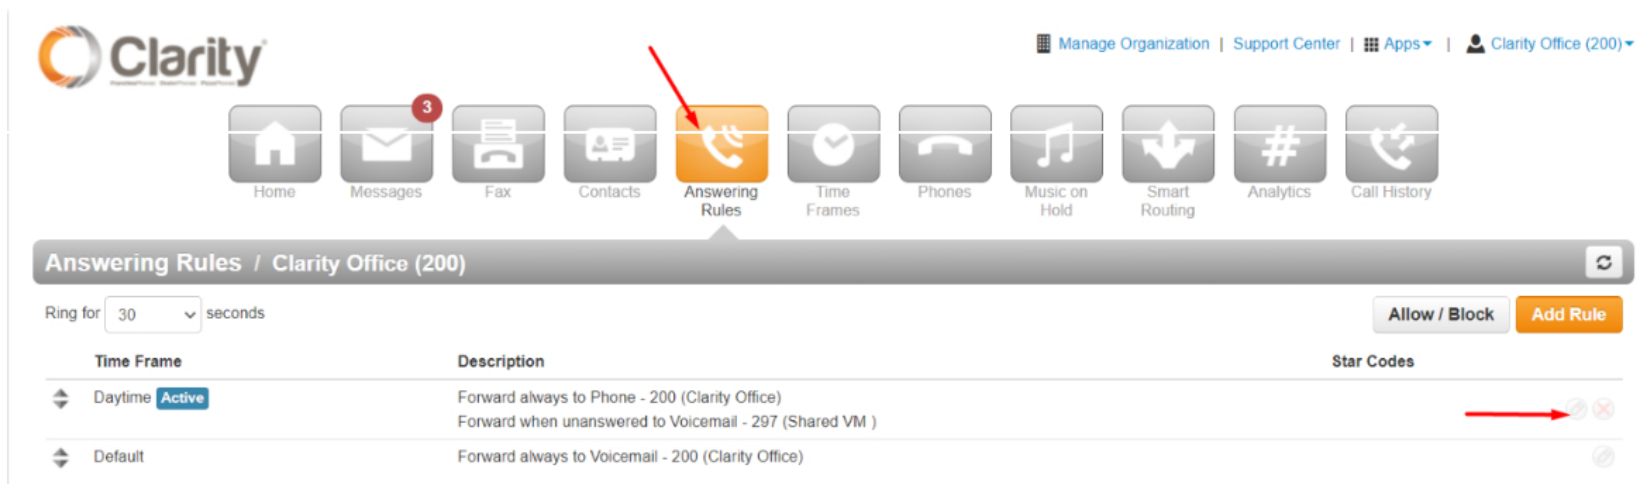 Clarity
Manage Organization | Support Center | Apps | Clarity Office (200)
3
Home
Messages
Fax
Contacts
Answering Rules
Time Frames
Phones
Music on Hold
Smart Routing
Analytics
Call History
Answering Rules / Clarity Office (200)
Ring for 30 seconds
Allow / Block
Add Rule
Time Frame Description Star Codes
Daytime Active Forward always to Phone - 200 (Clarity Office)
Forward when unanswered to Voicemail - 297 (Shared VM )
Default Forward always to Voicemail - 200 (Clarity Office)